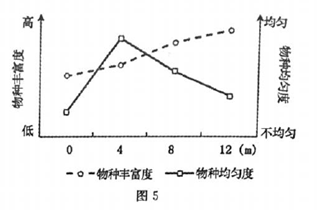 高
均匀
物种丰富度
物种均匀度
低
不均匀
0 4 8 12 (m)
物种丰富度 物种均匀度
图 5